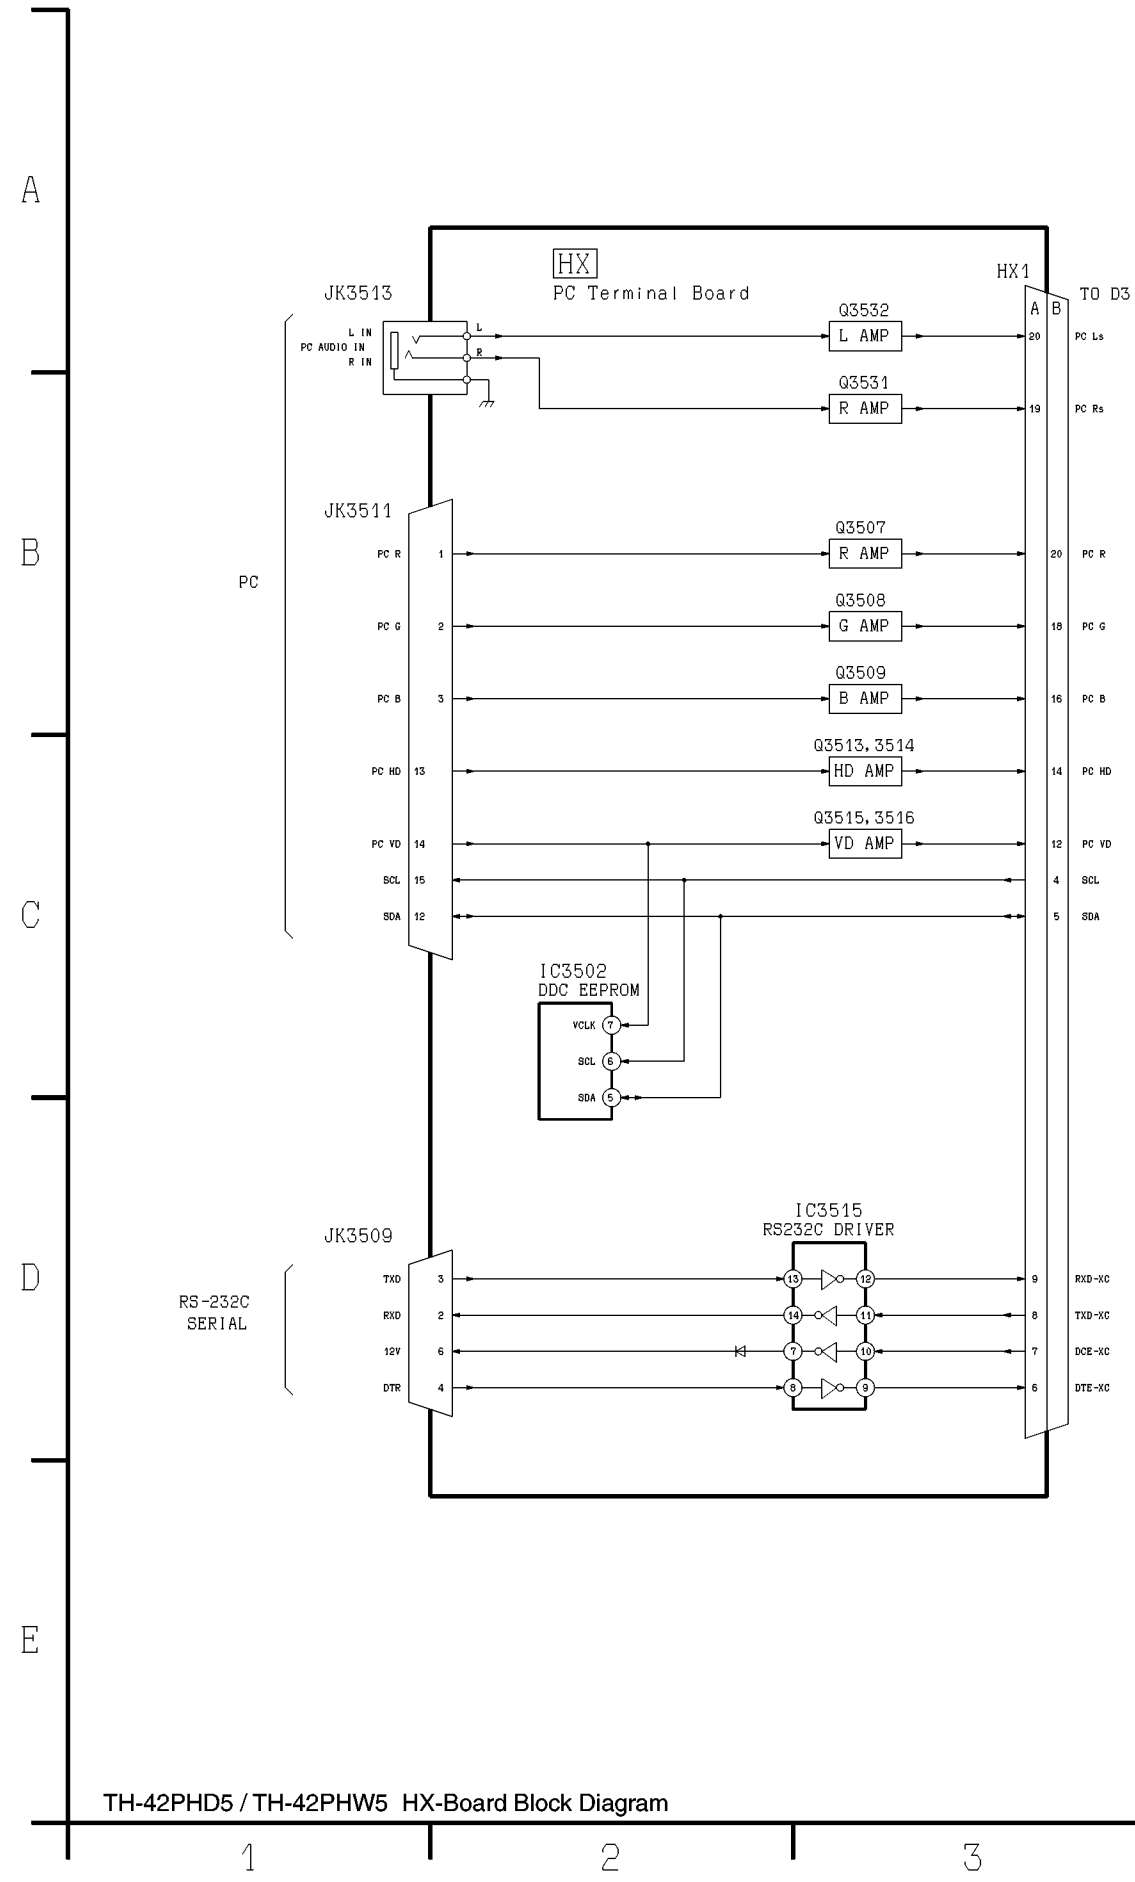 A
HX
PC Terminal Board
HX1
TO D3
A B
JK3513
L IN
PC AUDIO IN
R IN
L
R
Q3532
L AMP
20 PC Ls
Q3531
R AMP
19 PC Rs
B
PC
JK3511
PC R 1
Q3507
R AMP
20 PC R
PC G 2
Q3508
G AMP
18 PC G
PC B 3
Q3509
B AMP
16 PC B
PC HD 13
Q3513,3514
HD AMP
14 PC HD
PC VD 14
Q3515,3516
VD AMP
12 PC VD
SCL 15
4 SCL
C
SDA 12
5 SDA
IC3502
DDC EEPROM
VCLK 7
SCL 6
SDA 5
D
RS-232C
SERIAL
JK3509
IC3515
RS232C DRIVER
TXD 3
13 12
9 RXD-XC
RXD 2
14 11
8 TXD-XC
12V 6
7 10
7 DCE-XC
DTR 4
8 9
6 DTE-XC
E
TH-42PHD5 / TH-42PHW5 HX-Board Block Diagram
1 2 3